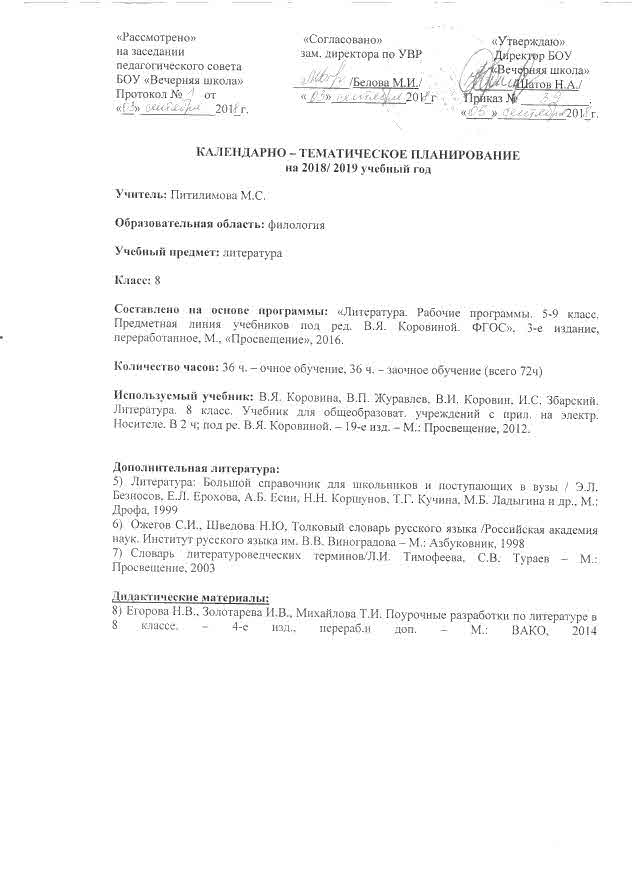 «Рассмотрено»
на заседании
педагогического совета
БОУ «Вечерняя школа»
Протокол № 1 от
«03» сентября 2018 г.
«Согласовано»
зам. директора по УВР
/Белова М.И./
«03» сентября 2018 г
«Утверждаю»
Директор БОУ
«Вечерняя школа»
Шатов Н.А./
Приказ № 32.
«03» сентября 2018 г.
КАЛЕНДАРНО – ТЕМАТИЧЕСКОЕ ПЛАНИРОВАНИЕ
на 2018/ 2019 учебный год
Учитель: Питилимова М.С.
Образовательная область: филология
Учебный предмет: литература
Класс: 8
Составлено на основе программы: «Литература. Рабочие программы. 5-9 класс.
Предметная линия учебников под ред. В.Я. Коровиной. ФГОС», 3-е издание,
переработанное, М., «Просвещение», 2016.
Количество часов: 36 ч. – очное обучение, 36 ч. – заочное обучение (всего 72ч)
Используемый учебник: В.Я. Коровина, В.П. Журавлев, В.И. Коровин, И.С, Збарский.
Литература. 8 класс. Учебник для общеобразоват. учреждений с прил. на электр.
Носителе. В 2 ч; под ре. В.Я. Коровиной. – 19-е изд. – М.: Просвещение, 2012.
Дополнительная литература:
5) Литература: Большой справочник для школьников и поступающих в вузы / Э.Л.
Безносов, Е.Л. Ерохова, А.Б. Есин, Н.Н. Коршунов, Т.Г. Кучина, М.Б. Ладыгина и др., М.:
Дрофа, 1999
6) Ожегов С.И., Шведова Н.Ю, Толковый словарь русского языка /Российская академия
наук. Институт русского языка им. В.В. Виноградова – М.: Азбуковник, 1998
7) Словарь литературоведческих терминов/Л.И. Тимофеева, С.В. Тураев – М.:
Просвещение, 2003
Дидактические материалы:
8) Егорова Н.В., Золотарева И.В., Михайлова Т.И. Поурочные разработки по литературе в
8 классе. – 4-е изд., перераб.и доп. – М.: ВАКО, 2014